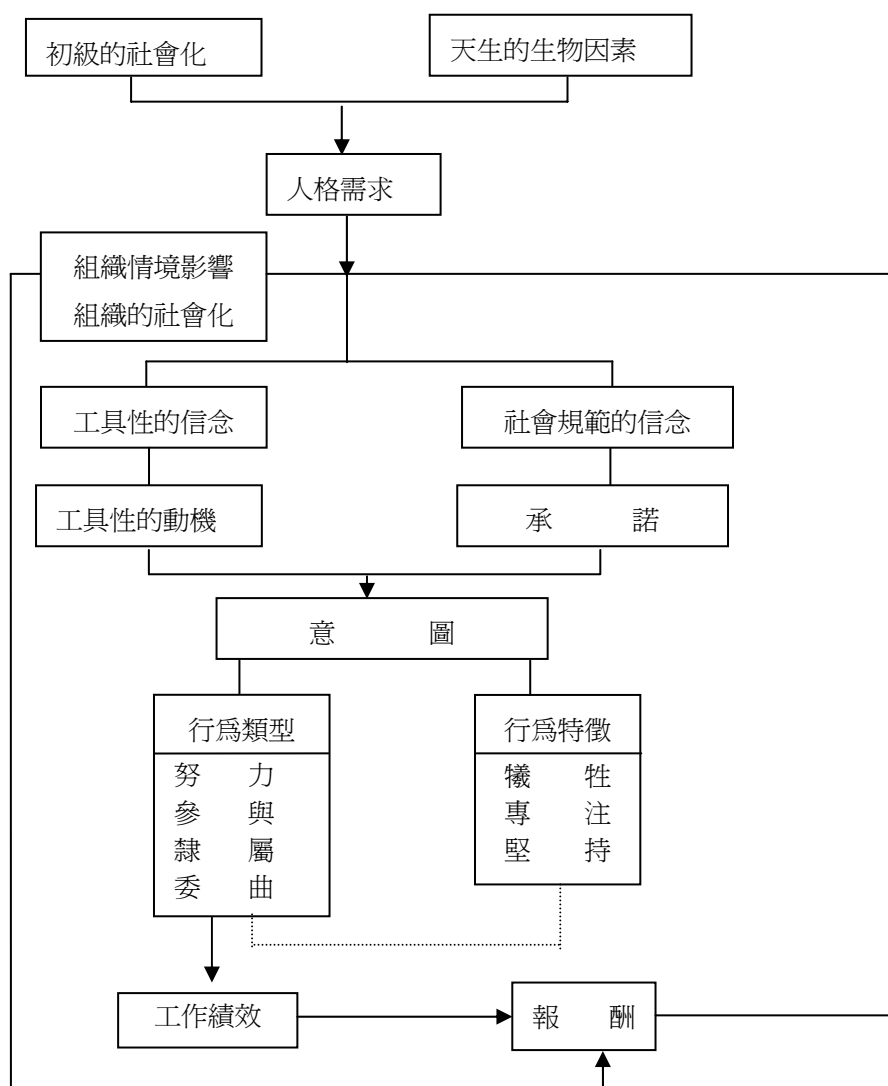 初級的社會化
天生的生物因素
人格需求
組織情境影響
組織的社會化
工具性的信念
社會規範的信念
工具性的動機
承 諾
意 圖
行爲類型
努 力
參 與
隸 屬
委 曲
行爲特徵
犧 牲
專 注
堅 持
工作績效
報 酬